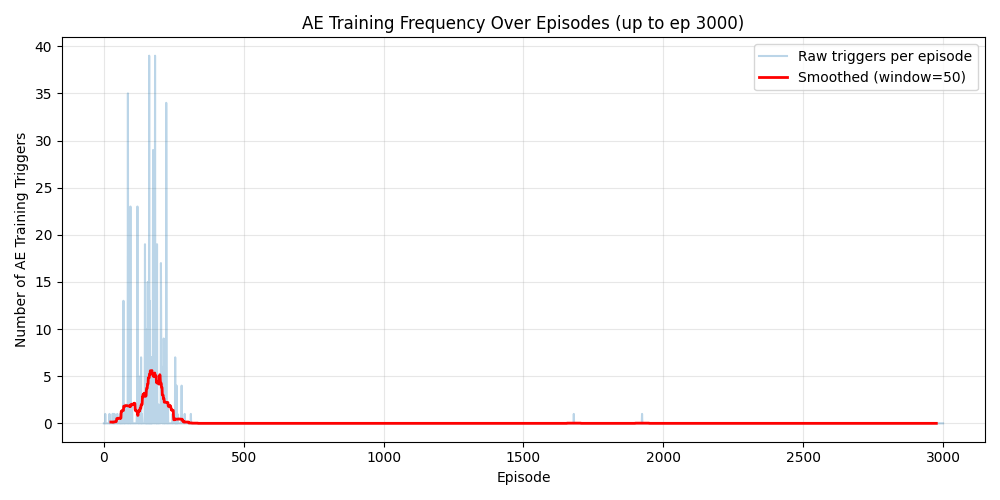 AE Training Frequency Over Episodes (up to ep 3000)
Raw triggers per episode
Smoothed (window=50)
Number of AE Training Triggers
40
35
30
25
20
15
10
5
0
0 500 1000 1500 2000 2500 3000
Episode